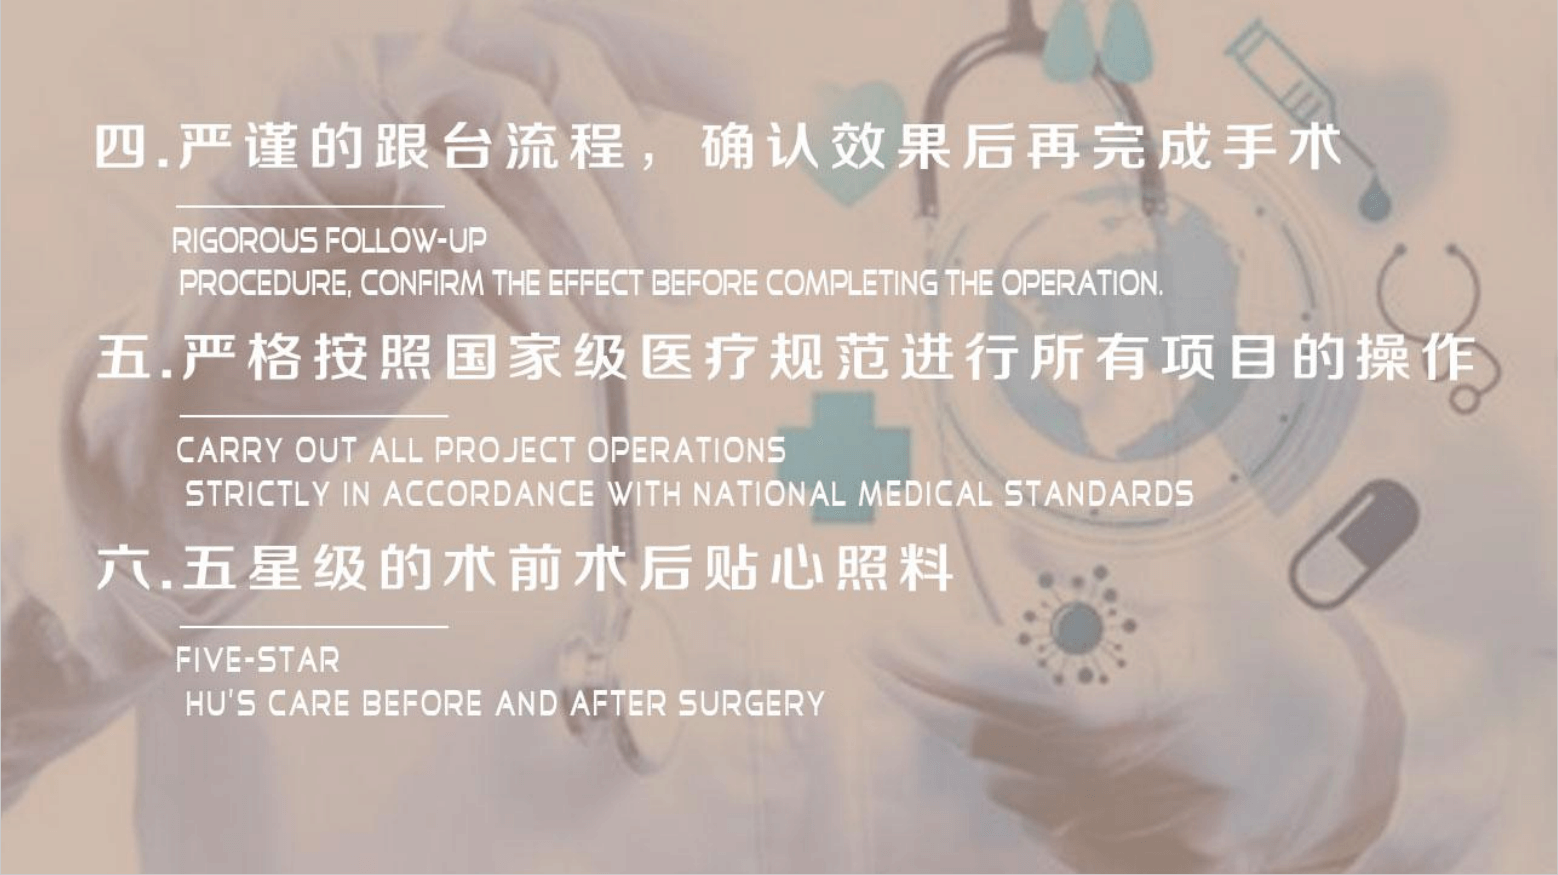 四.严谨的跟台流程，确认效果后再完成手术
RIGOROUS FOLLOW-UP
PROCEDURE, CONFIRM THE EFFECT BEFORE COMPLETING THE OPERATION.
五.严格按照国家级医疗规范进行所有项目的操作
CARRY OUT ALL PROJECT OPERATIONS
STRICTLY IN ACCORDANCE WITH NATIONAL MEDICAL STANDARDS
六.五星级的术前术后贴心照料
FIVE-STAR
HU'S CARE BEFORE AND AFTER SURGERY